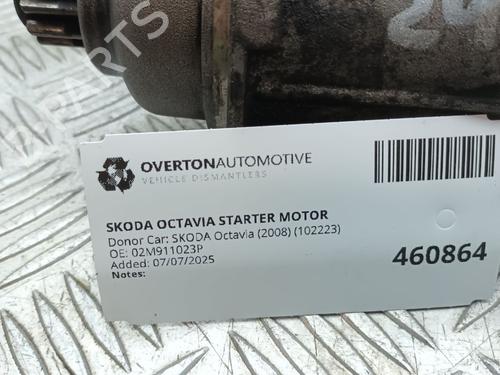 PARTS
OVERTONAUTOMOTIVE
VEHICLE DISMANTLERS
SKODA OCTAVIA STARTER MOTOR
Donor Car: SKODA Octavia (2008) (102223)
OE: 02M911023P
Added: 07/07/2025
Notes:
460864